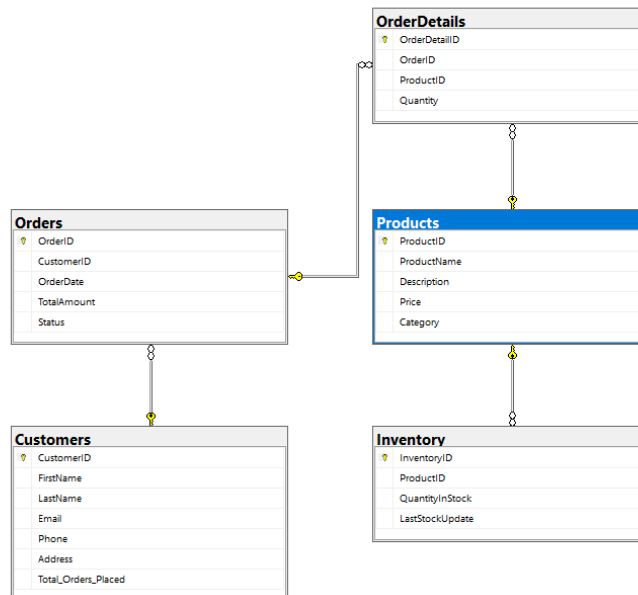 OrderDetails
OrderDetailID
OrderID
ProductID
Quantity
Orders
OrderID
CustomerID
OrderDate
TotalAmount
Status
Products
ProductID
ProductName
Description
Price
Category
Customers
CustomerID
FirstName
LastName
Email
Phone
Address
Total_Orders_Placed
Inventory
InventoryID
ProductID
QuantityInStock
LastStockUpdate